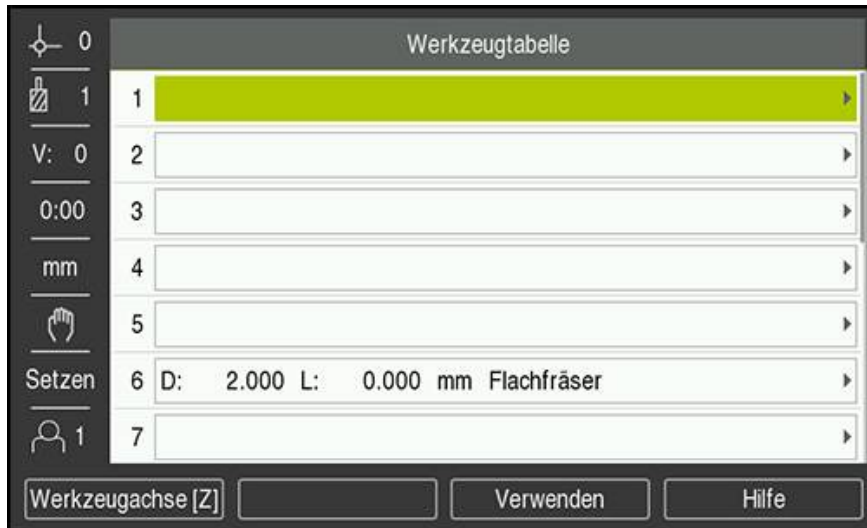 0
Werkzeugtabelle
1
1
V: 0
2
0:00
3
mm
4
5
Setzen
6 D: 2.000 L: 0.000 mm Flachfräser
1
7
Werkzeugachse [Z]
Verwenden
Hilfe